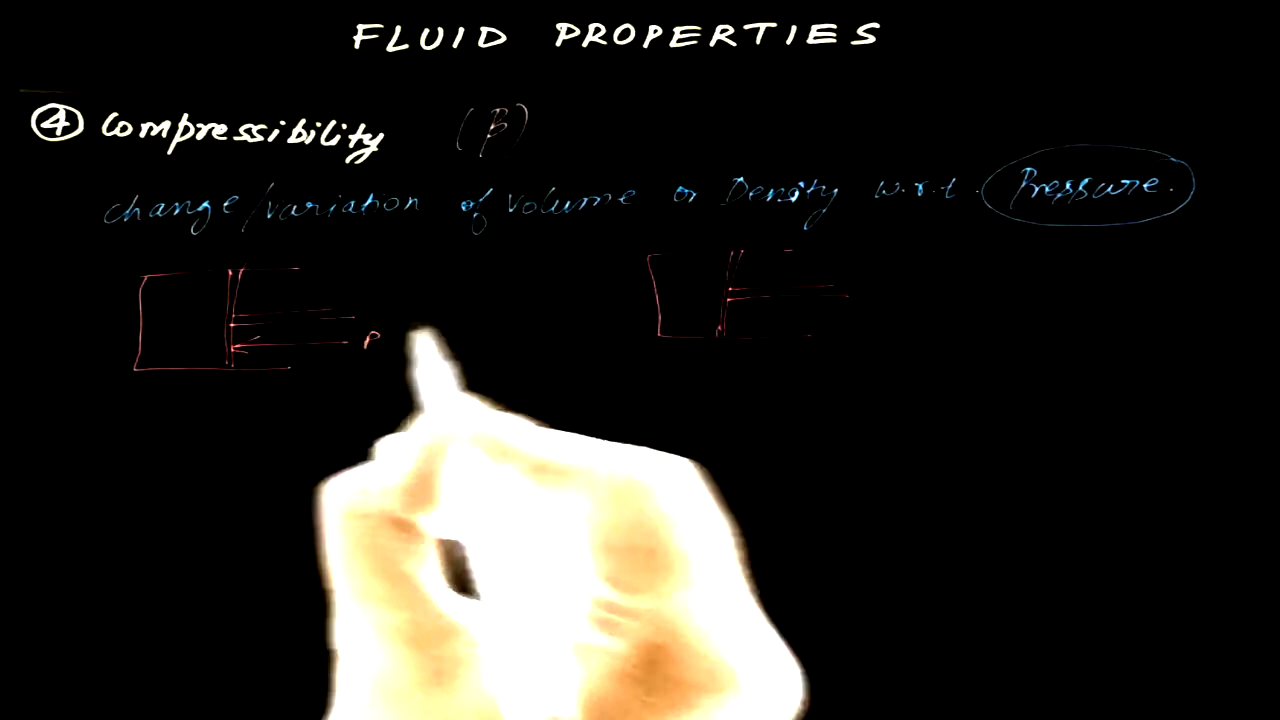 FLUID PROPERTIES
④ Compressibility (β)
change/variation of Volume or Density w.r.t. Pressure.
P